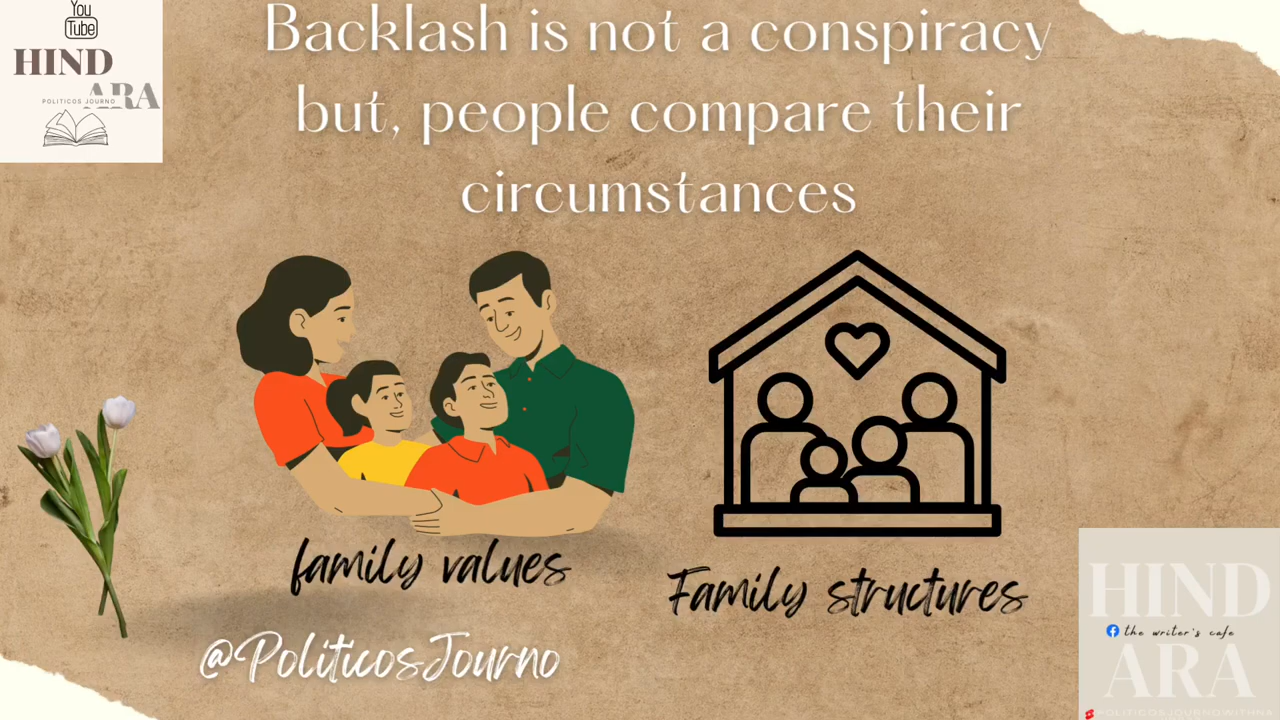 You
Tube
HIND
ARA
POLITICOS JOURNO
Backlash is not a conspiracy
but, people compare their
circumstances
family values
Family structures
@PoliticosJourno
HIND
the writer's cafe
ARA